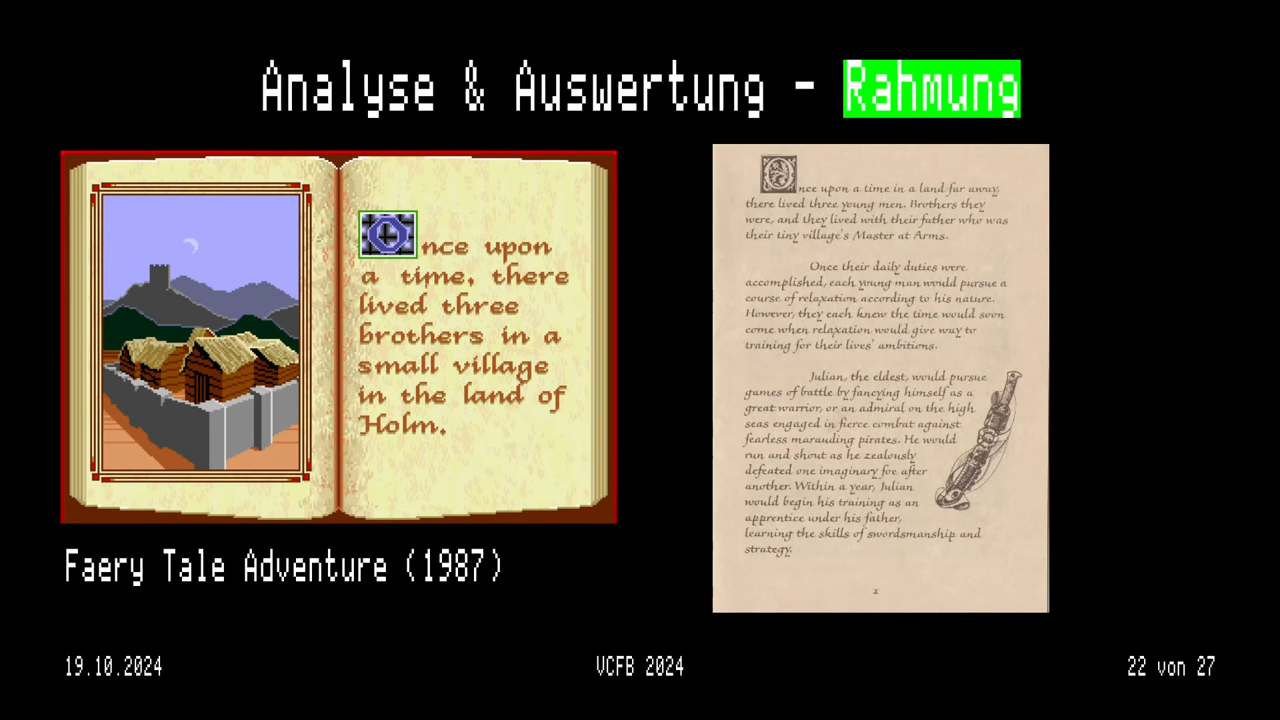 Analyse & Auswertung - Rahmung
Once upon
a time, there
lived three
brothers in a
small village
in the land of
Holm.
Once upon a time in a land far away,
there lived three young men. Brothers they
were, and they lived with their father who was
their tiny village's Master at Arms.
Once their daily duties were
accomplished, each young man would pursue a
course of relaxation according to his nature.
However, they each knew the time would soon
come when relaxation would give way to
training for their lives' ambitions.
Julian, the eldest, would pursue
games of battle by fancying himself as a
great warrior, or an admiral on the high
seas engaged in fierce combat against
fearless marauding pirates. He would
run and shout as he zealously
defeated one imaginary foe after
another. Within a year, Julian
would begin his training as an
apprentice under his father,
learning the skills of swordsmanship and
strategy.
1
Faery Tale Adventure (1987)
19.10.2024
VCFB 2024
22 von 27